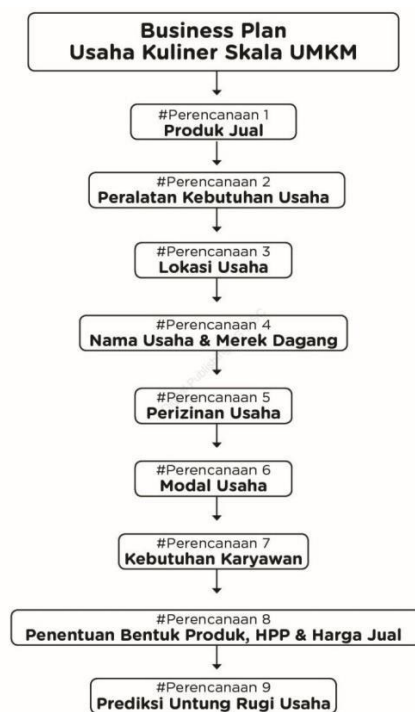 Business Plan
Usaha Kuliner Skala UMKM
#Perencanaan 1
Produk Jual
#Perencanaan 2
Peralatan Kebutuhan Usaha
#Perencanaan 3
Lokasi Usaha
#Perencanaan 4
Nama Usaha & Merek Dagang
#Perencanaan 5
Perizinan Usaha
#Perencanaan 6
Modal Usaha
#Perencanaan 7
Kebutuhan Karyawan
#Perencanaan 8
Penentuan Bentuk Produk, HPP & Harga Jual
#Perencanaan 9
Prediksi Untung Rugi Usaha